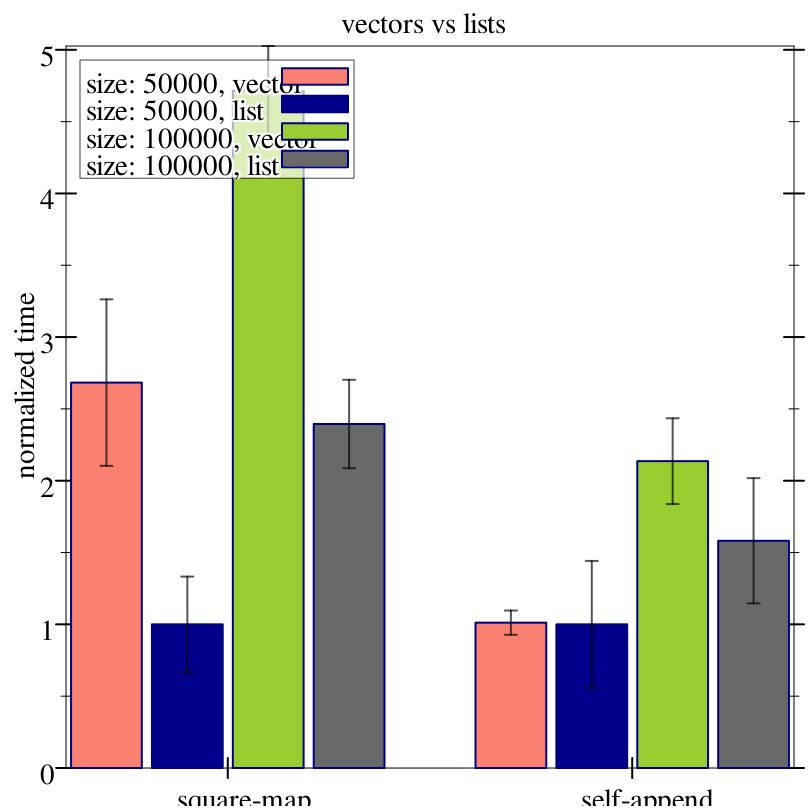 vectors vs lists
5
size: 50000, vector
size: 50000, list
size: 100000, vector
size: 100000, list
4
3
normalized time
2
1
0
square-map
self-append